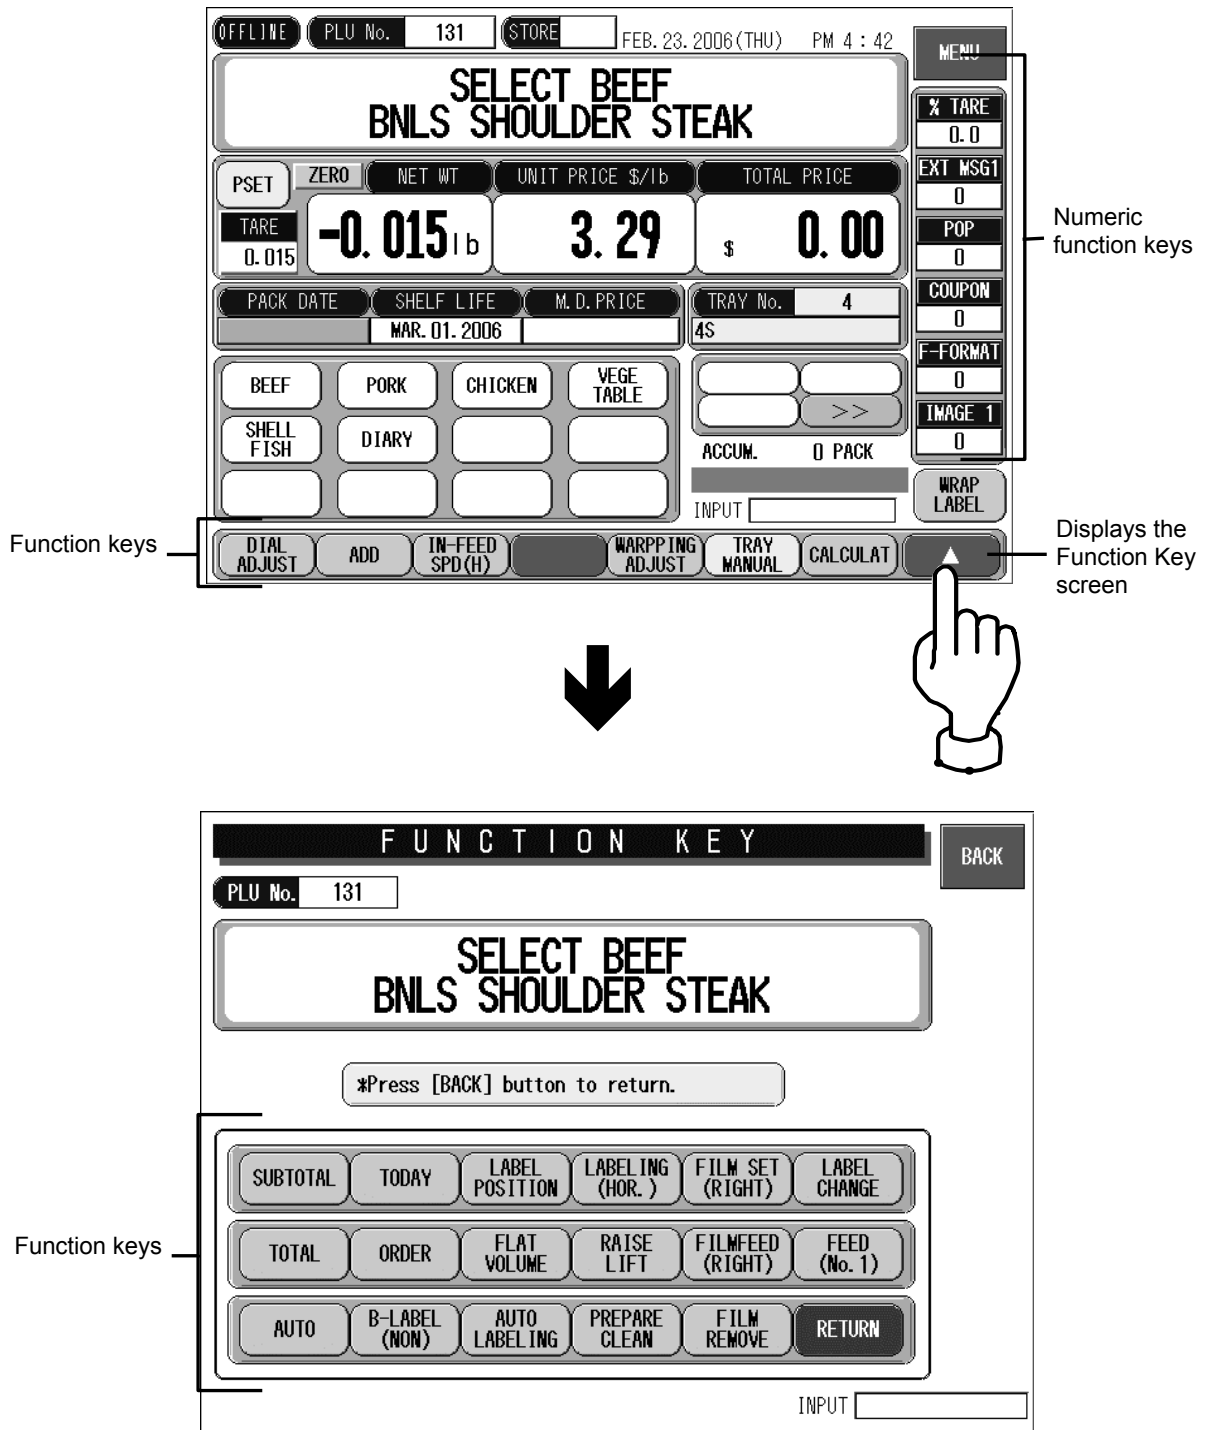 OFFLINE PLU No. 131 STORE FEB. 23. 2006(THU) PM 4 : 42 MENU
SELECT BEEF
BNLS SHOULDER STEAK
PSET ZERO NET WT UNIT PRICE $/lb TOTAL PRICE
TARE
0.015
-0.015 lb 3.29 $ 0.00
% TARE
0.0
EXT MSG1
0
POP
0
COUPON
0
F-FORMAT
0
IMAGE 1
0
Numeric
function keys
PACK DATE SHELF LIFE M.D.PRICE TRAY No. 4
MAR. 01. 2006 4S
BEEF PORK CHICKEN VEGE
TABLE
>>
SHELL
FISH
DIARY
ACCUM. 0 PACK
INPUT
WRAP
LABEL
Function keys
DIAL
ADJUST
ADD
IN-FEED
SPD(H)
WARPPING
ADJUST
TRAY
MANUAL
CALCULAT
▲
Displays the
Function Key
screen
FUNCTION KEY
BACK
PLU No. 131
SELECT BEEF
BNLS SHOULDER STEAK
*Press [BACK] button to return.
Function keys
SUBTOTAL
TODAY
LABEL
POSITION
LABELING
(HOR. )
FILM SET
(RIGHT)
LABEL
CHANGE
TOTAL
ORDER
FLAT
VOLUME
RAISE
LIFT
FILMFEED
(RIGHT)
FEED
(No. 1)
AUTO
B-LABEL
(NON)
AUTO
LABELING
PREPARE
CLEAN
FILM
REMOVE
RETURN
INPUT